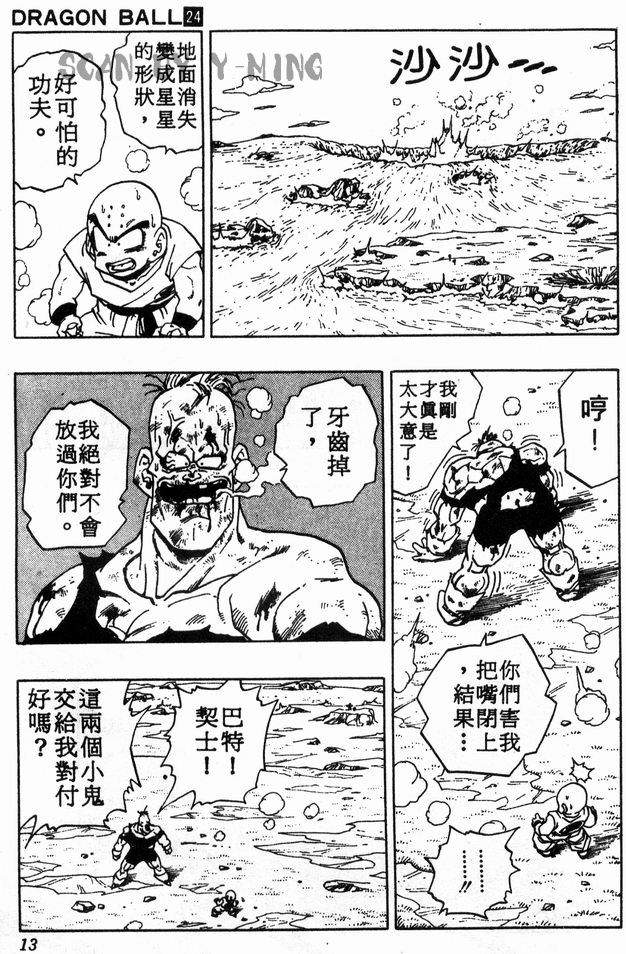 DRAGON BALL 24
SCAN BY Y-MING
沙沙
地面消失
變成星星
的形狀，
好可怕的
功夫。
哼！
我剛
才眞是
太大意了！
你們害我
把嘴閉上
，結果…
……!!
牙齒掉
了，
我絕對不會
放過你們。
巴特！
契士！
這兩個小鬼
交給我對付
好嗎？
13